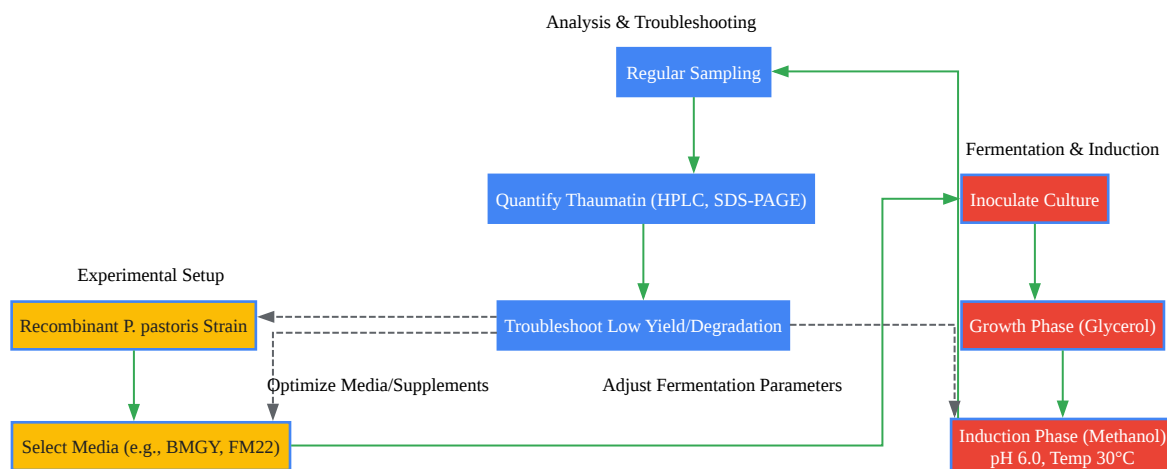 Analysis & Troubleshooting
Regular Sampling
Fermentation & Induction
Quantify Thaumatin (HPLC, SDS-PAGE)
Inoculate Culture
Experimental Setup
Recombinant P. pastoris Strain
Troubleshoot Low Yield/Degradation
Growth Phase (Glycerol)
Optimize Media/Supplements
Adjust Fermentation Parameters
Select Media (e.g., BMGY, FM22)
Induction Phase (Methanol)
pH 6.0, Temp 30°C